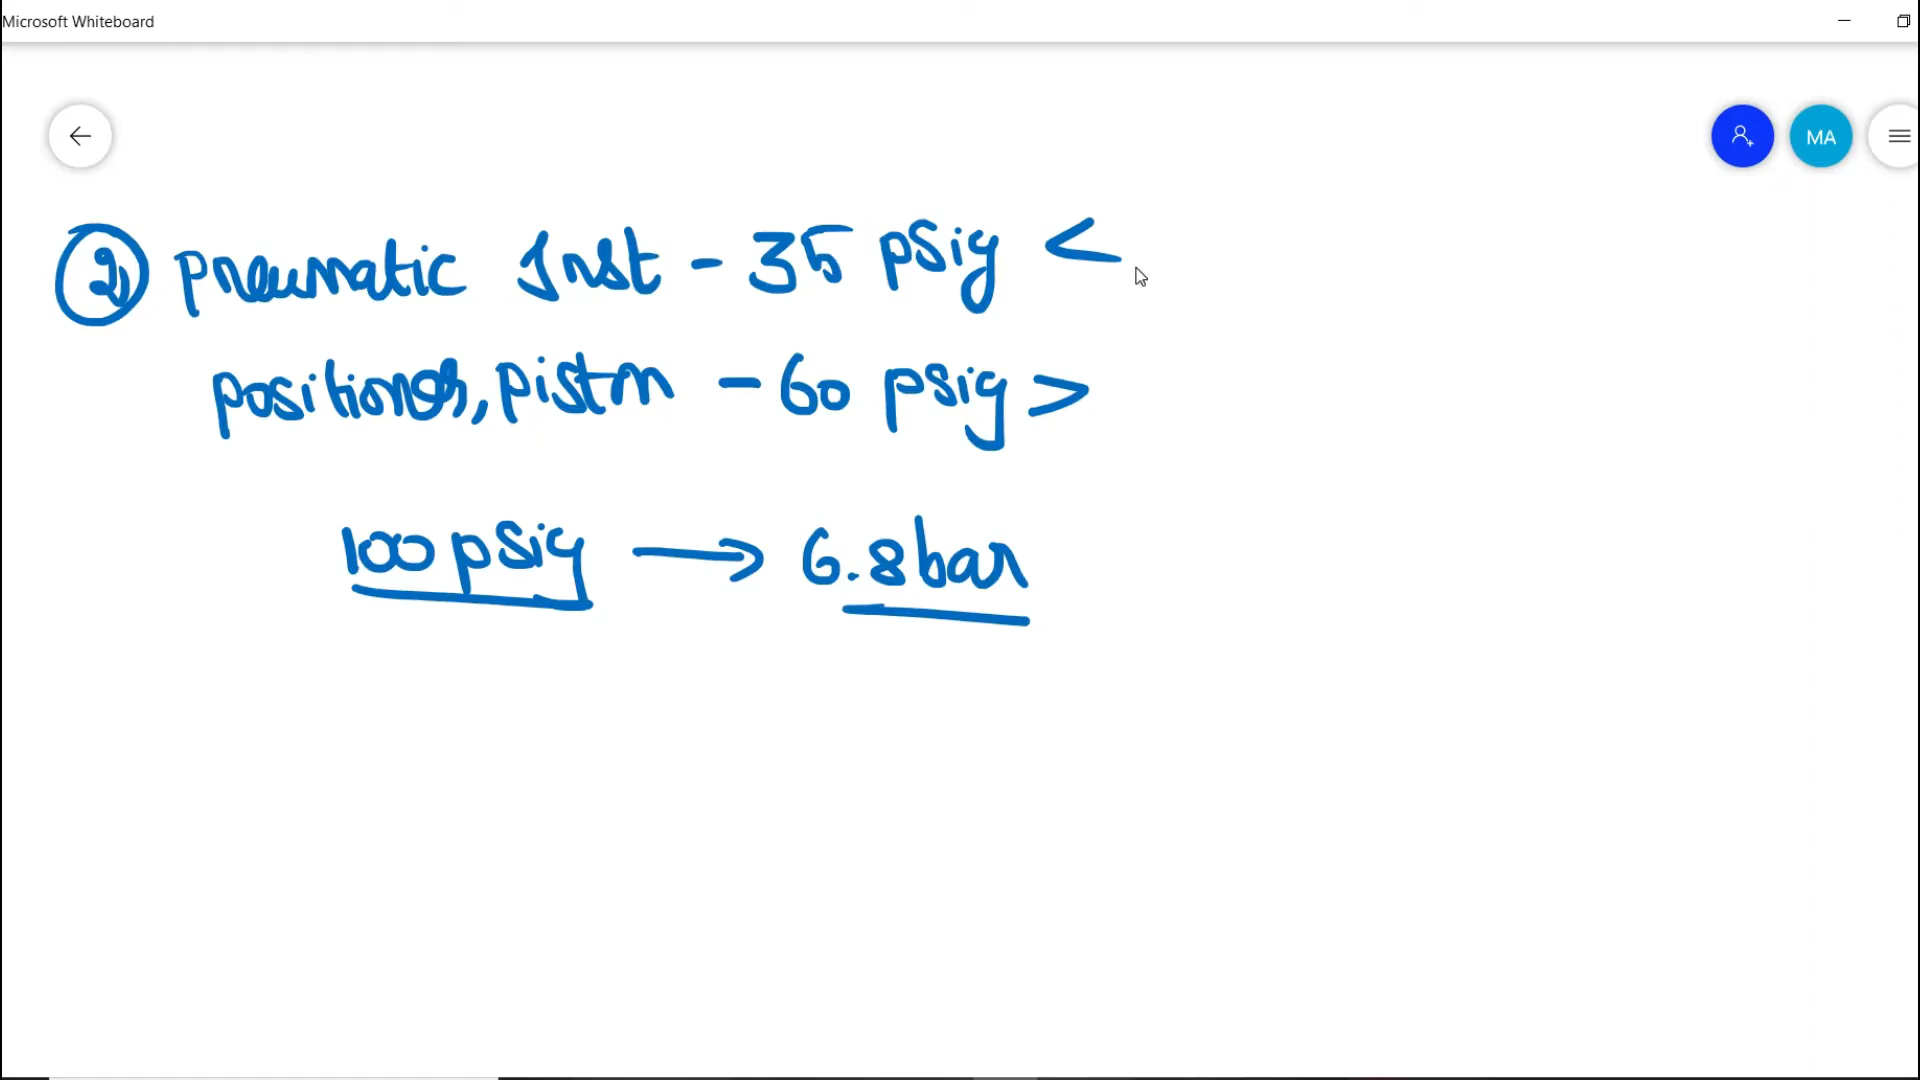 Microsoft Whiteboard
MA
② pneumatic Inst - 35 psig <
positioner, piston - 60 psig >
100 psig → 6.8 bar